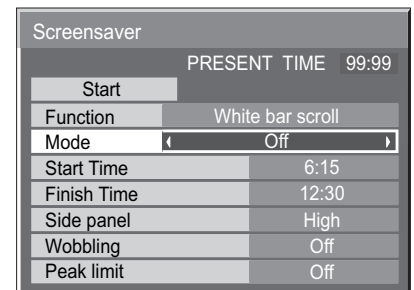 Screensaver
PRESENT TIME 99:99
Start
Function White bar scroll
Mode Off
Start Time 6:15
Finish Time 12:30
Side panel High
Wobbling Off
Peak limit Off